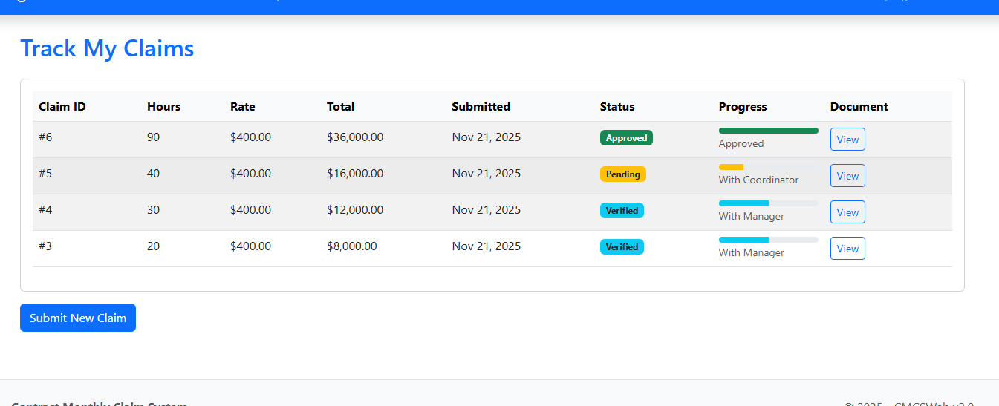 Track My Claims
Claim ID Hours Rate Total Submitted Status Progress Document
#6 90 $400.00 $36,000.00 Nov 21, 2025 Approved Approved View
#5 40 $400.00 $16,000.00 Nov 21, 2025 Pending With Coordinator View
#4 30 $400.00 $12,000.00 Nov 21, 2025 Verified With Manager View
#3 20 $400.00 $8,000.00 Nov 21, 2025 Verified With Manager View
Submit New Claim
Contract Monthly Claim System © 2025 - CMCSWeb v2.0